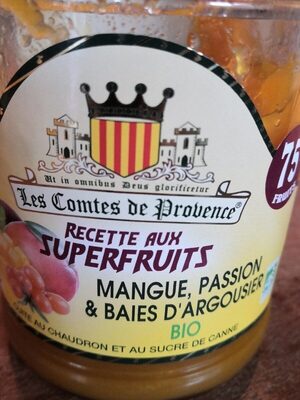 Ut in omnibus Deus glorificetur
Les Comtes de Provence®
75
RECETTE AUX
SUPERFRUITS
MANGUE, PASSION
& BAIES D'ARGOUSIER
BIO
AU CHAUDRON ET AU SUCRE DE CANNE